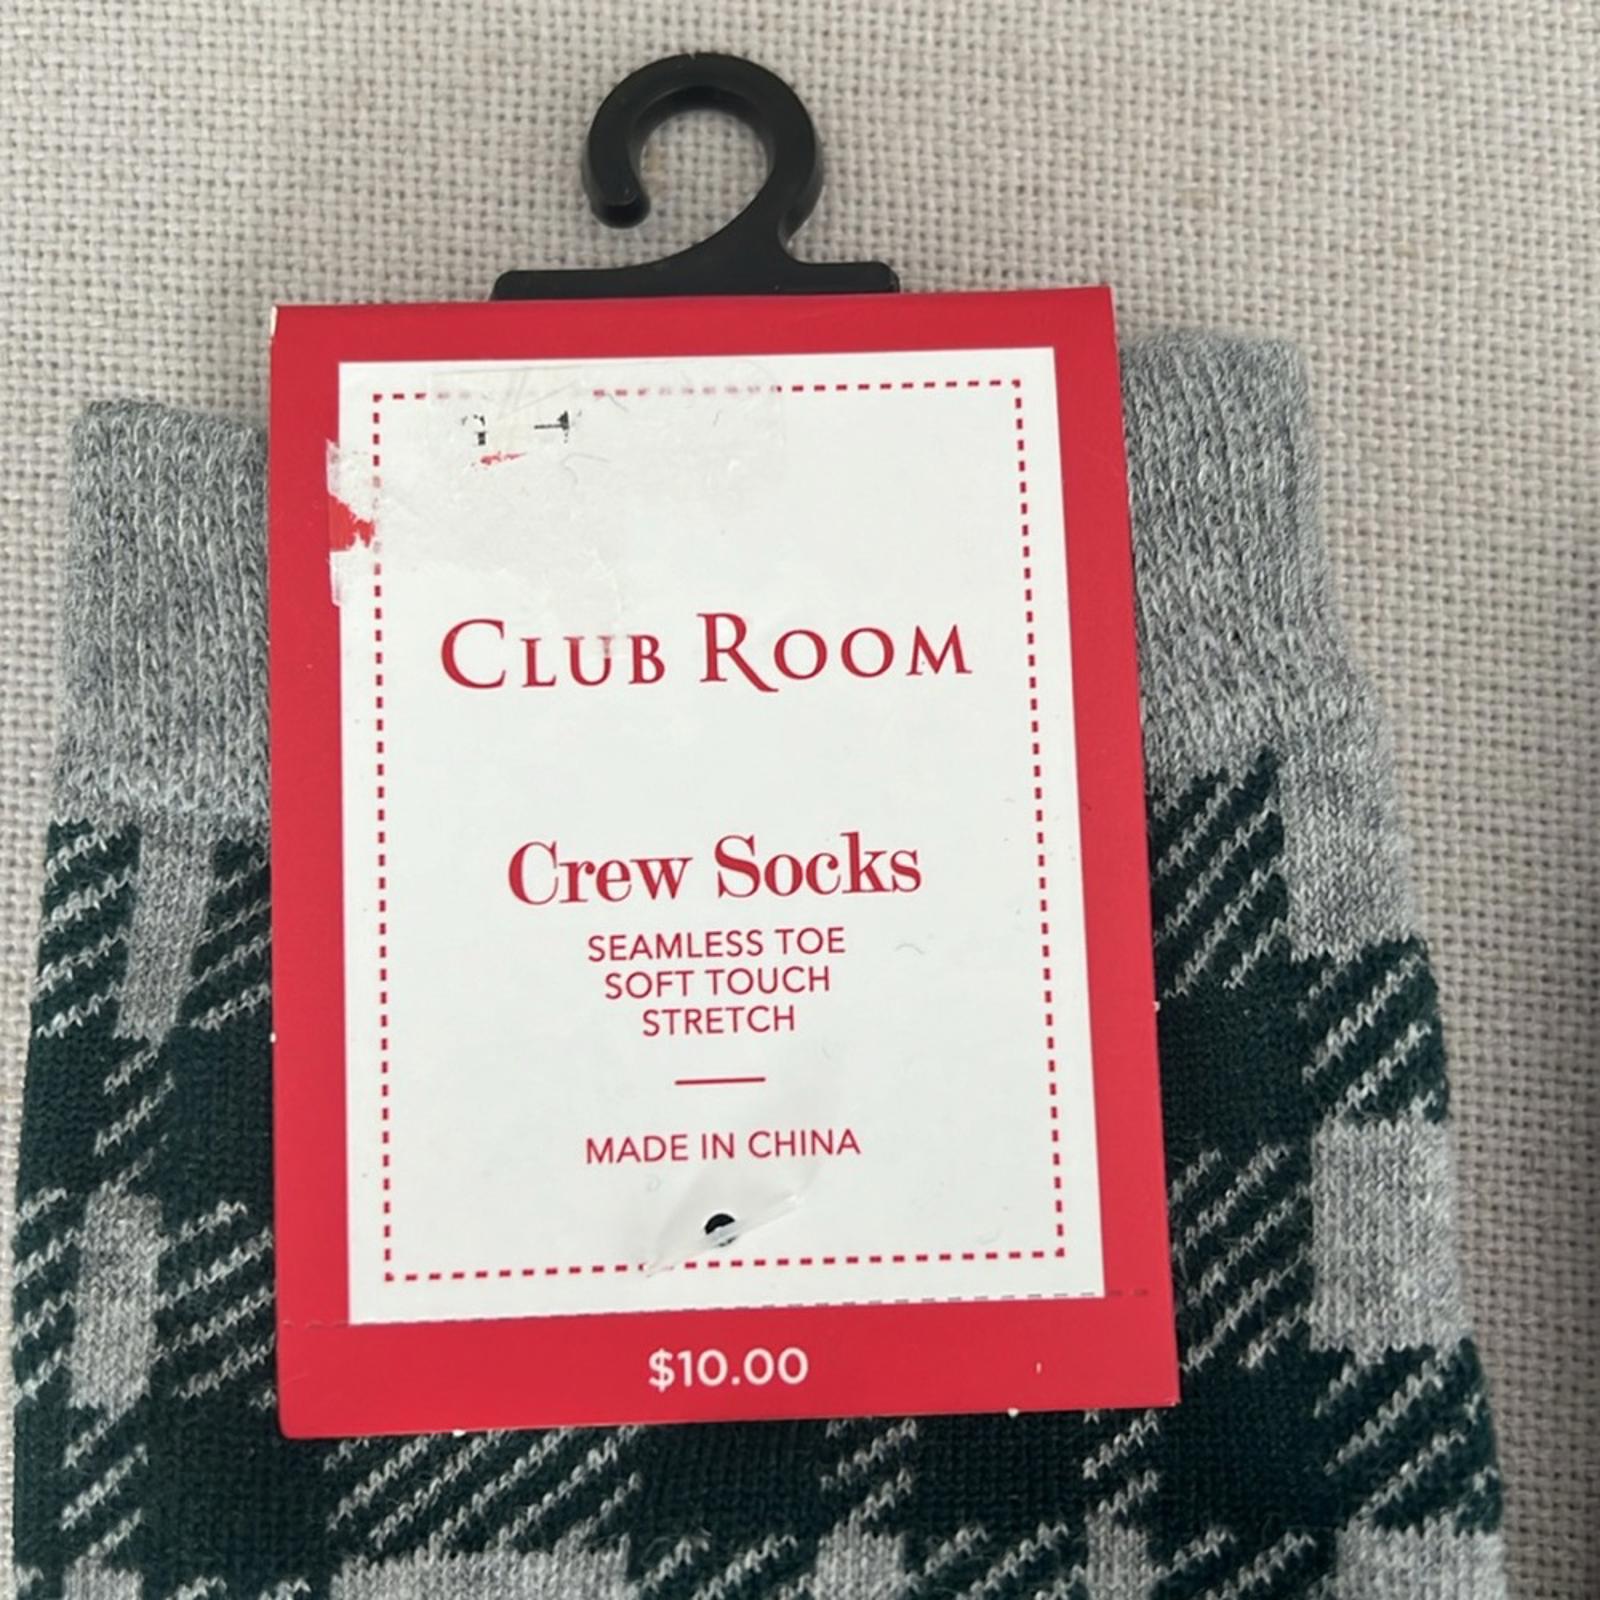 CLUB ROOM
Crew Socks
SEAMLESS TOE
SOFT TOUCH
STRETCH
MADE IN CHINA
$10.00